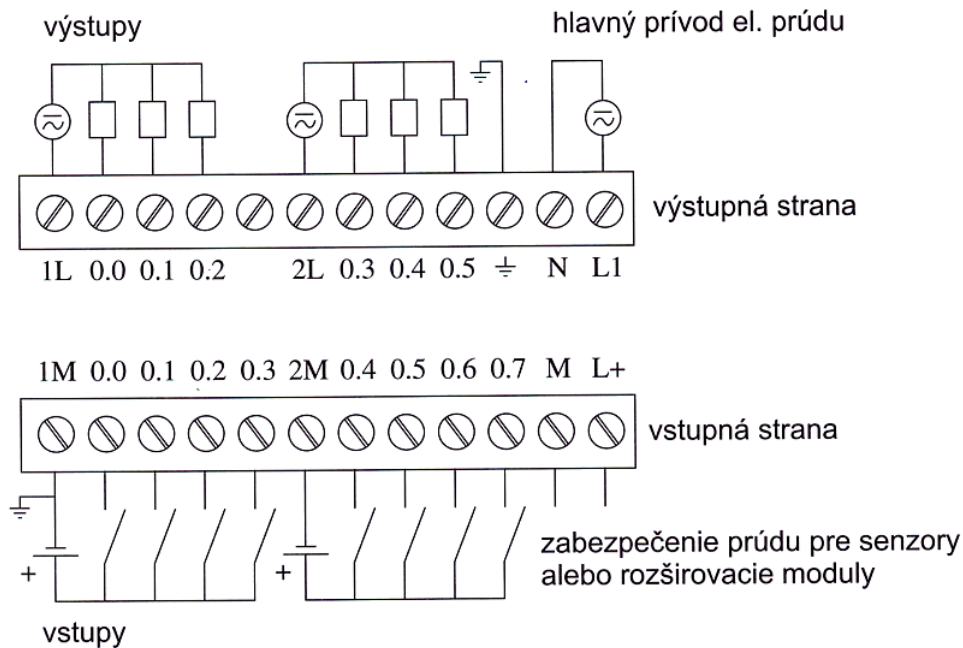 výstupy
hlavný prívod el. prúdu
výstupná strana
1L 0.0 0.1 0.2 2L 0.3 0.4 0.5 ⏚ N L1
1M 0.0 0.1 0.2 0.3 2M 0.4 0.5 0.6 0.7 M L+
vstupná strana
zabezpečenie prúdu pre senzory
alebo rozširovacie moduly
+ +
vstupy